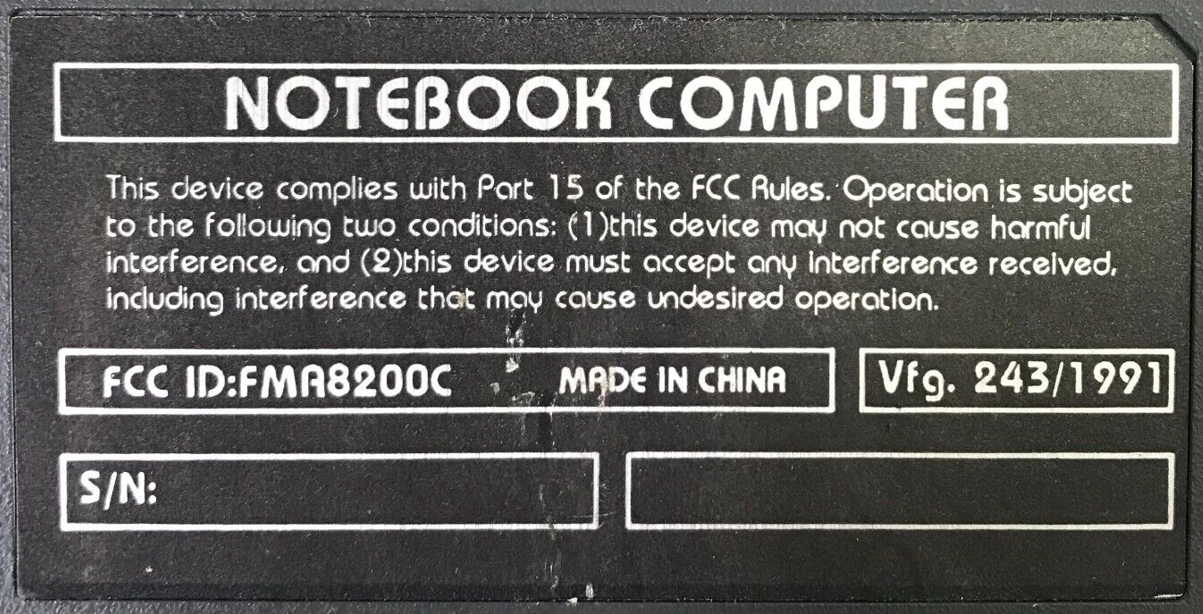 NOTEBOOK COMPUTER
This device complies with Part 15 of the FCC Rules. Operation is subject
to the following two conditions: (1)this device may not cause harmful
interference, and (2)this device must accept any interference received,
including interference that may cause undesired operation.
FCC ID:FMA8200C MADE IN CHINA Vfg. 243/1991
S/N: